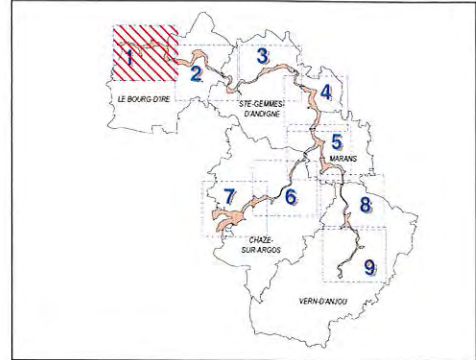 1
2
3
4
LE BOURG-D'IRE
STE-GEMMES-
D'ANDIGNE
5
MARANS
6
7
8
CHAZE-
SUR-ARGOS
9
VERN-D'ANJOU